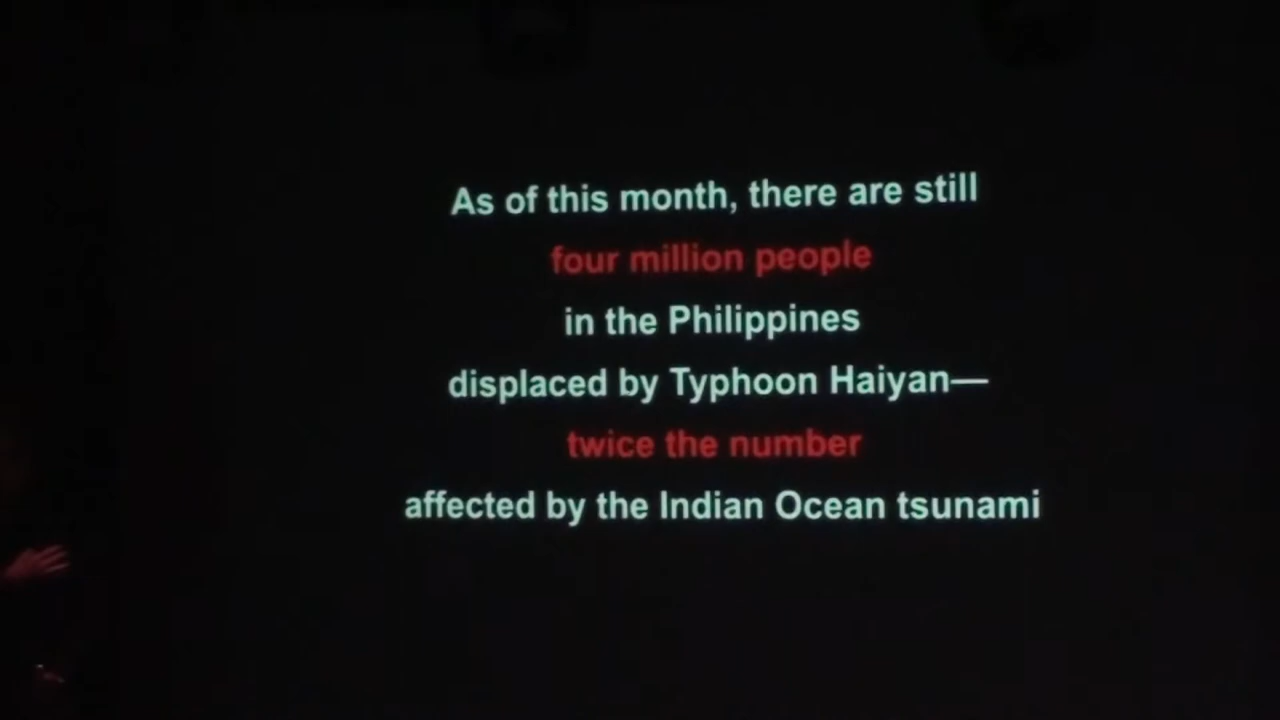 As of this month, there are still
four million people
in the Philippines
displaced by Typhoon Haiyan—
twice the number
affected by the Indian Ocean tsunami